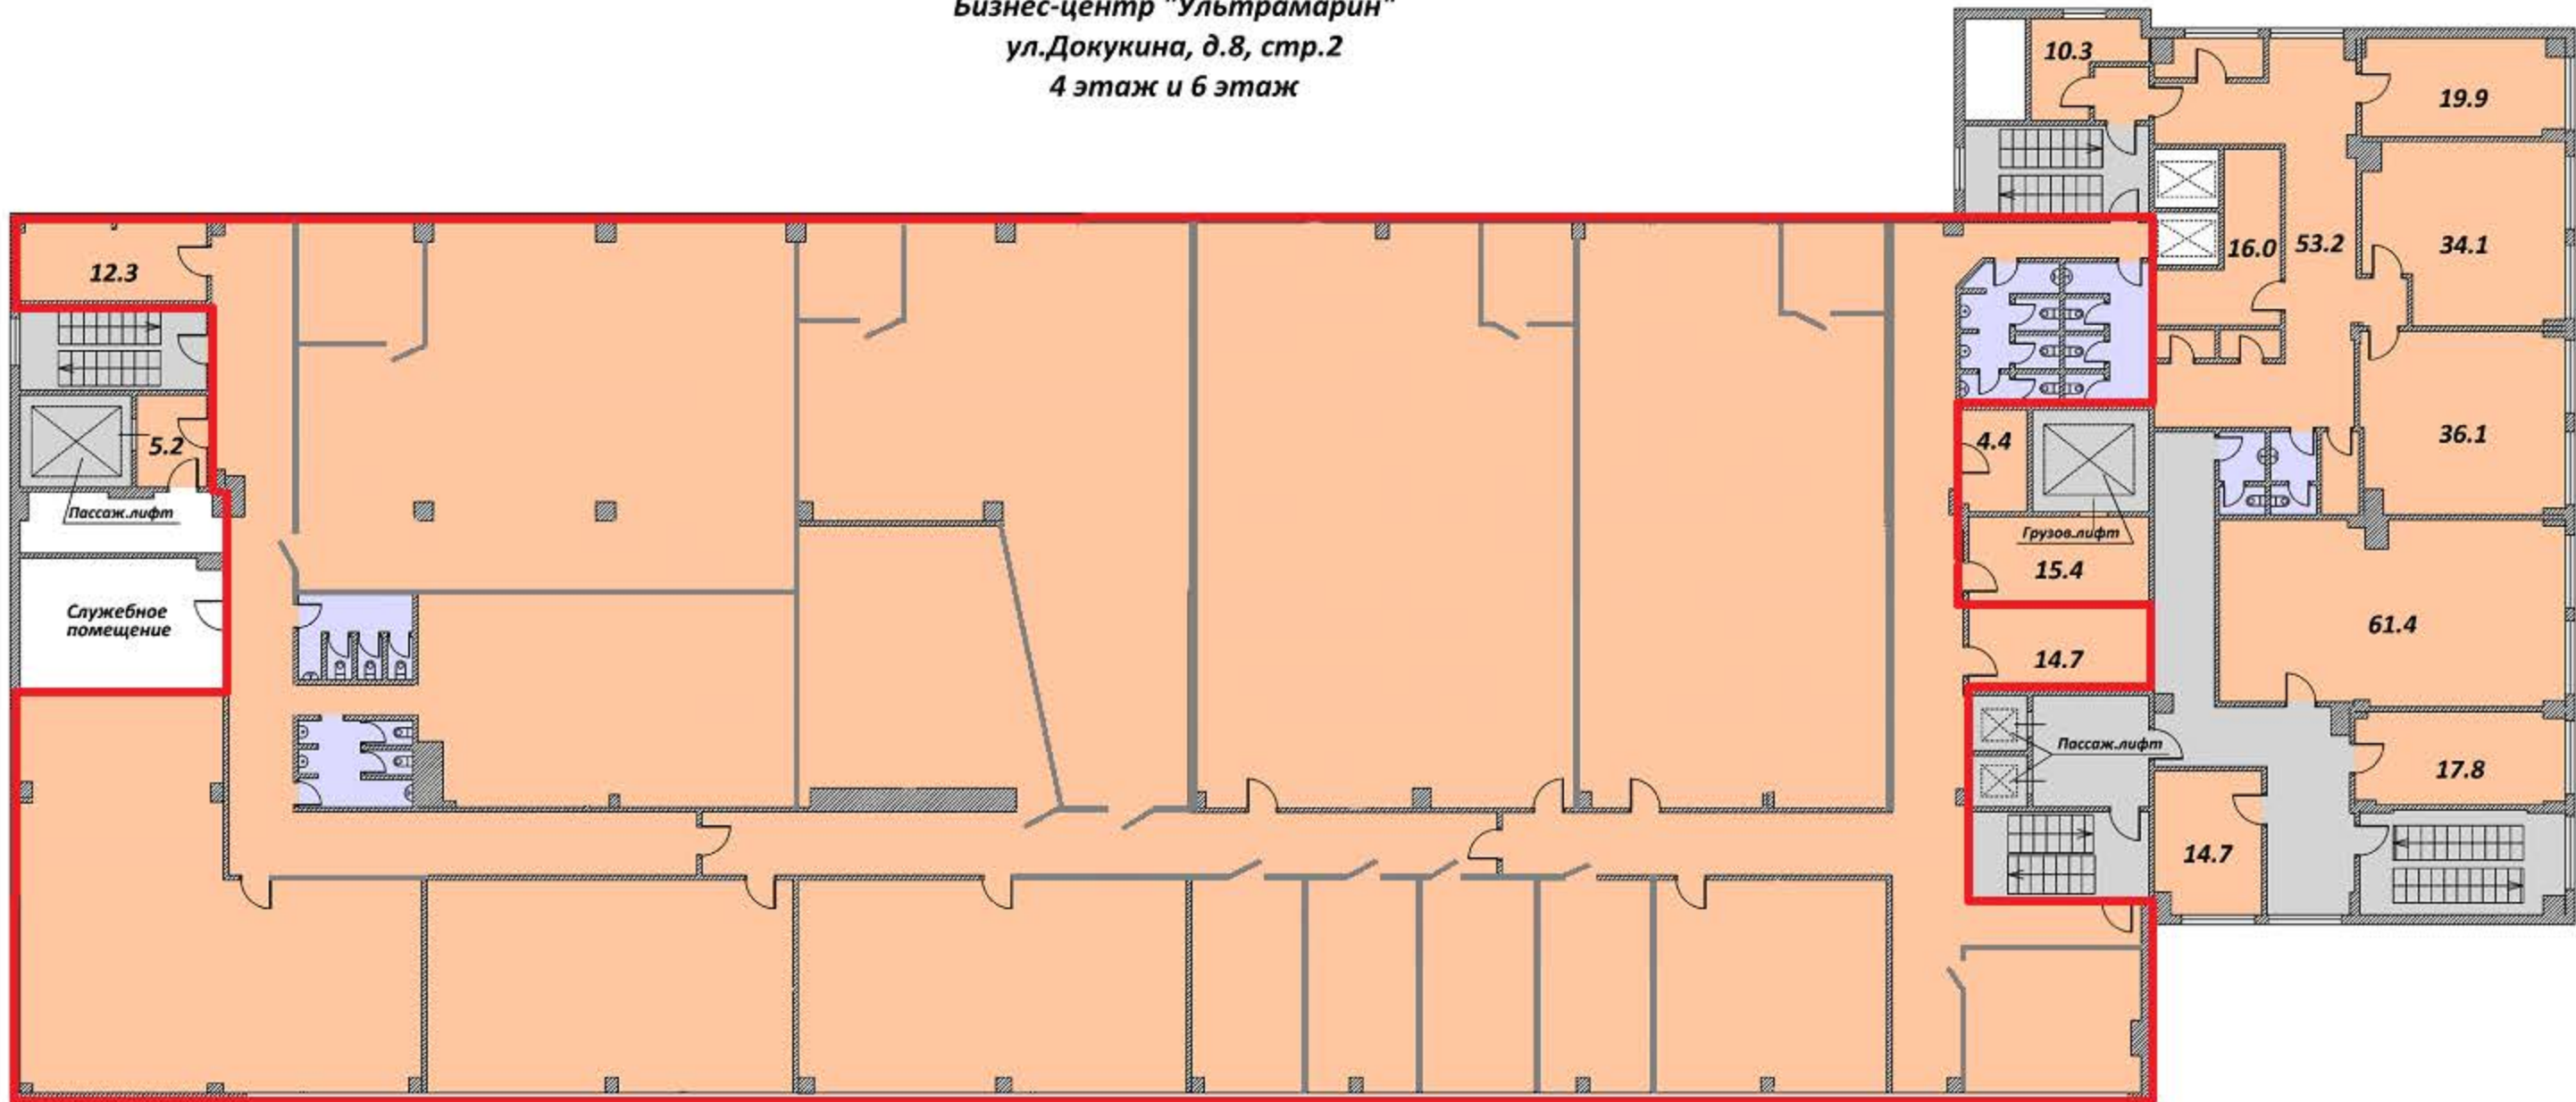 Бизнес-центр "Ультрамарин"
ул.Докукина, д.8, стр.2
4 этаж и 6 этаж
10.3
19.9
12.3
16.0
53.2
34.1
5.2
4.4
36.1
Пассаж.лифт
Грузов.лифт
15.4
Служебное
помещение
61.4
14.7
Пассаж.лифт
17.8
14.7